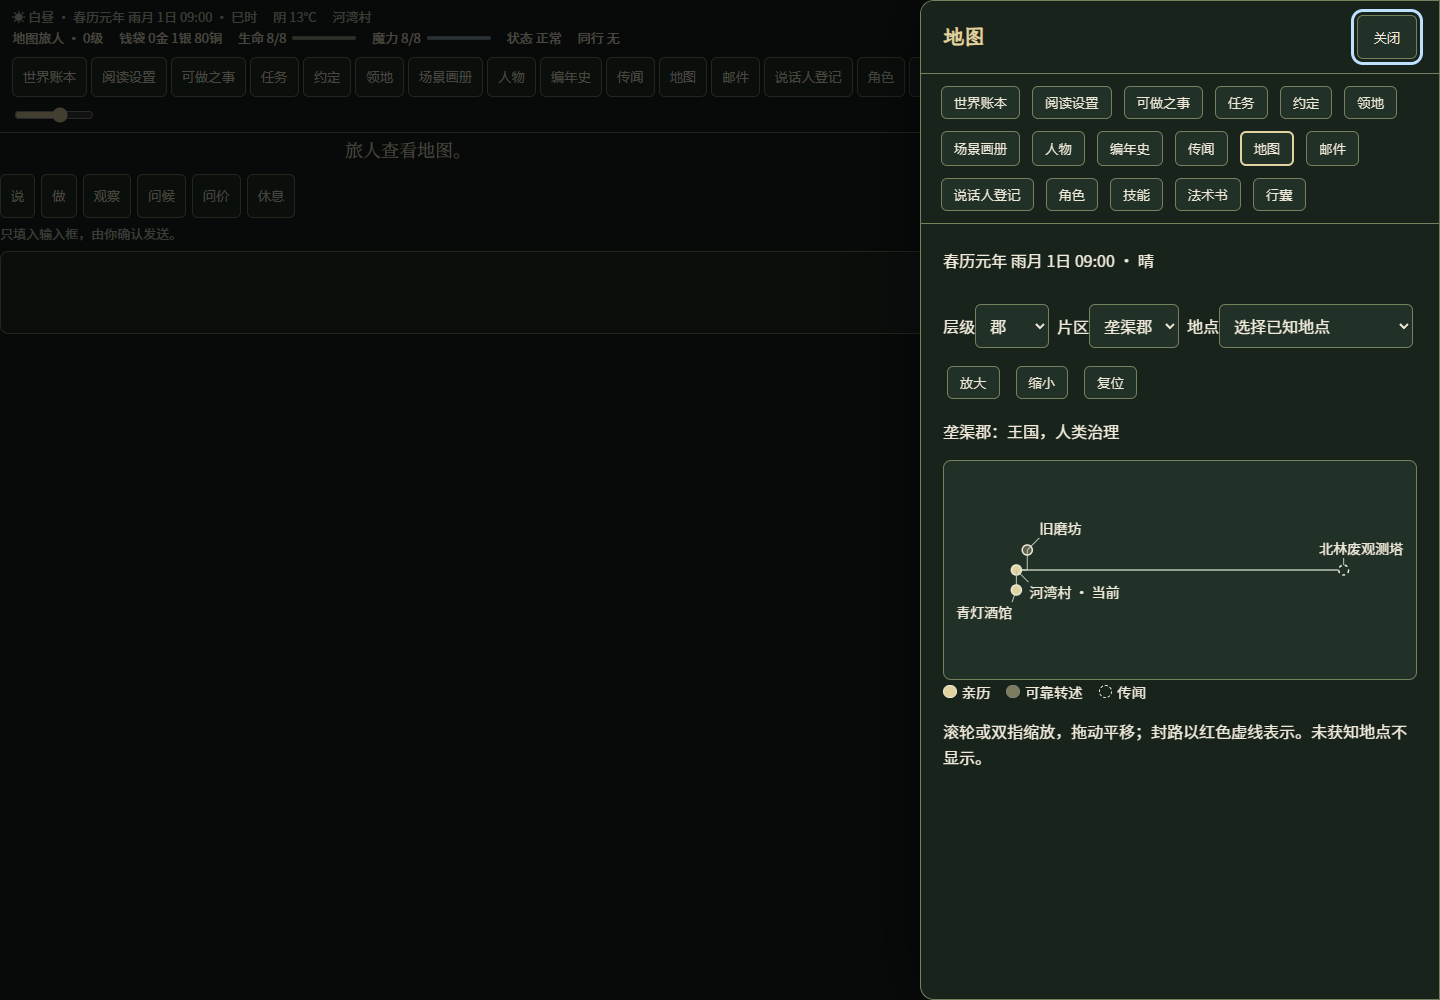 白昼 · 春历元年 雨月 1日 09:00 · 巳时 阴 13°C 河湾村
地图旅人 · 0级 钱袋 0金 1银 80铜 生命 8/8 魔力 8/8 状态 正常 同行 无
世界账本 阅读设置 可做之事 任务 约定 领地 场景画册 人物 编年史 传闻 地图 邮件 说话人登记 角色
旅人查看地图。
说 做 观察 问候 问价 休息
只填入输入框，由你确认发送。
地图
关闭
世界账本 阅读设置 可做之事 任务 约定 领地
场景画册 人物 编年史 传闻 地图 邮件
说话人登记 角色 技能 法术书 行囊
春历元年 雨月 1日 09:00 · 晴
层级 郡 片区 垄渠郡 地点 选择已知地点
放大 缩小 复位
垄渠郡：王国，人类治理
旧磨坊
北林废观测塔
河湾村 · 当前
青灯酒馆
亲历 可靠转述 传闻
滚轮或双指缩放，拖动平移；封路以红色虚线表示。未获知地点不
显示。